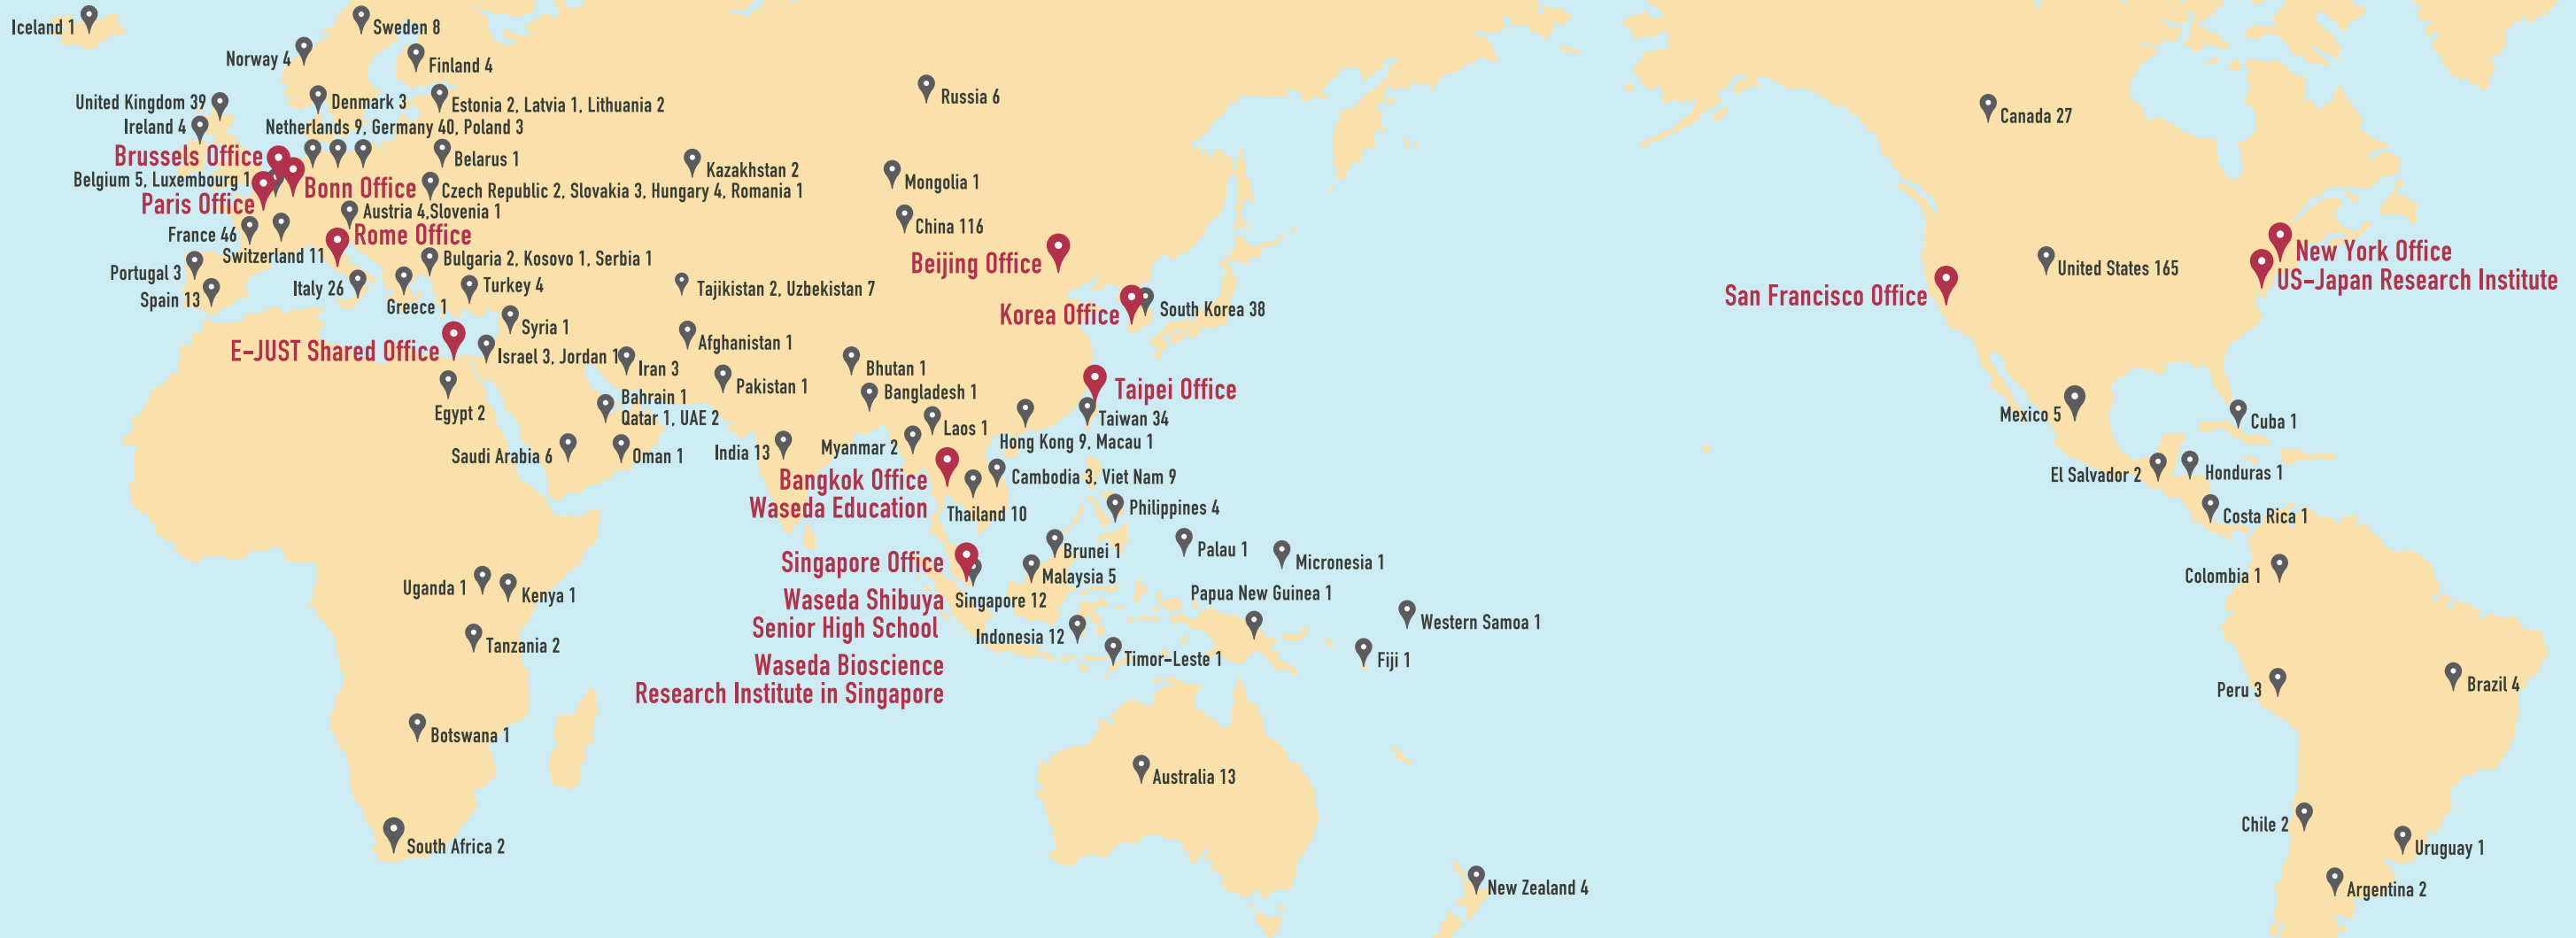 Iceland 1
Sweden 8
Norway 4
Finland 4
United Kingdom 39
Denmark 3
Estonia 2, Latvia 1, Lithuania 2
Ireland 4
Netherlands 9, Germany 40, Poland 3
Brussels Office
Belarus 1
Belgium 5, Luxembourg 1
Bonn Office
Czech Republic 2, Slovakia 3, Hungary 4, Romania 1
Paris Office
Austria 4,Slovenia 1
France 46
Rome Office
Switzerland 11
Bulgaria 2, Kosovo 1, Serbia 1
Portugal 3
Italy 26
Turkey 4
Spain 13
Greece 1
Syria 1
E-JUST Shared Office
Israel 3, Jordan 1
Iran 3
Egypt 2
Bahrain 1
Qatar 1, UAE 2
Saudi Arabia 6
Oman 1
Uganda 1
Kenya 1
Tanzania 2
Botswana 1
South Africa 2
Russia 6
Kazakhstan 2
Mongolia 1
China 116
Beijing Office
Tajikistan 2, Uzbekistan 7
Korea Office
South Korea 38
Afghanistan 1
Pakistan 1
Bhutan 1
Bangladesh 1
Taipei Office
Taiwan 34
Laos 1
Hong Kong 9, Macau 1
India 13
Myanmar 2
Bangkok Office
Waseda Education
Cambodia 3, Viet Nam 9
Thailand 10
Philippines 4
Singapore Office
Brunei 1
Palau 1
Micronesia 1
Malaysia 5
Waseda Shibuya
Senior High School
Singapore 12
Papua New Guinea 1
Western Samoa 1
Indonesia 12
Timor-Leste 1
Fiji 1
Waseda Bioscience
Research Institute in Singapore
Australia 13
New Zealand 4
Canada 27
New York Office
United States 165
US-Japan Research Institute
San Francisco Office
Mexico 5
Cuba 1
El Salvador 2
Honduras 1
Costa Rica 1
Colombia 1
Peru 3
Brazil 4
Chile 2
Uruguay 1
Argentina 2